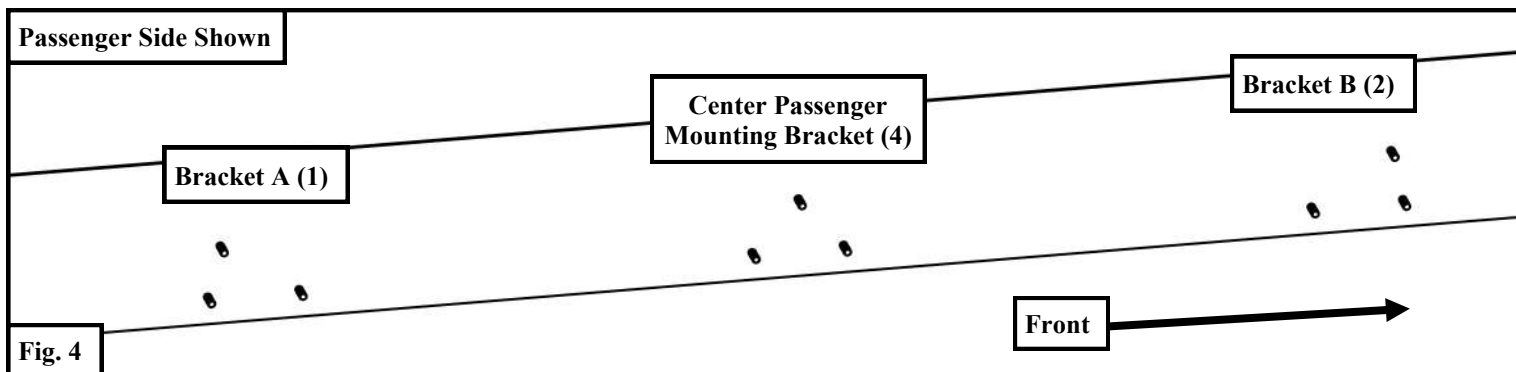 Passenger Side Shown
Bracket B (2)
Center Passenger
Mounting Bracket (4)
Bracket A (1)
Front
Fig. 4